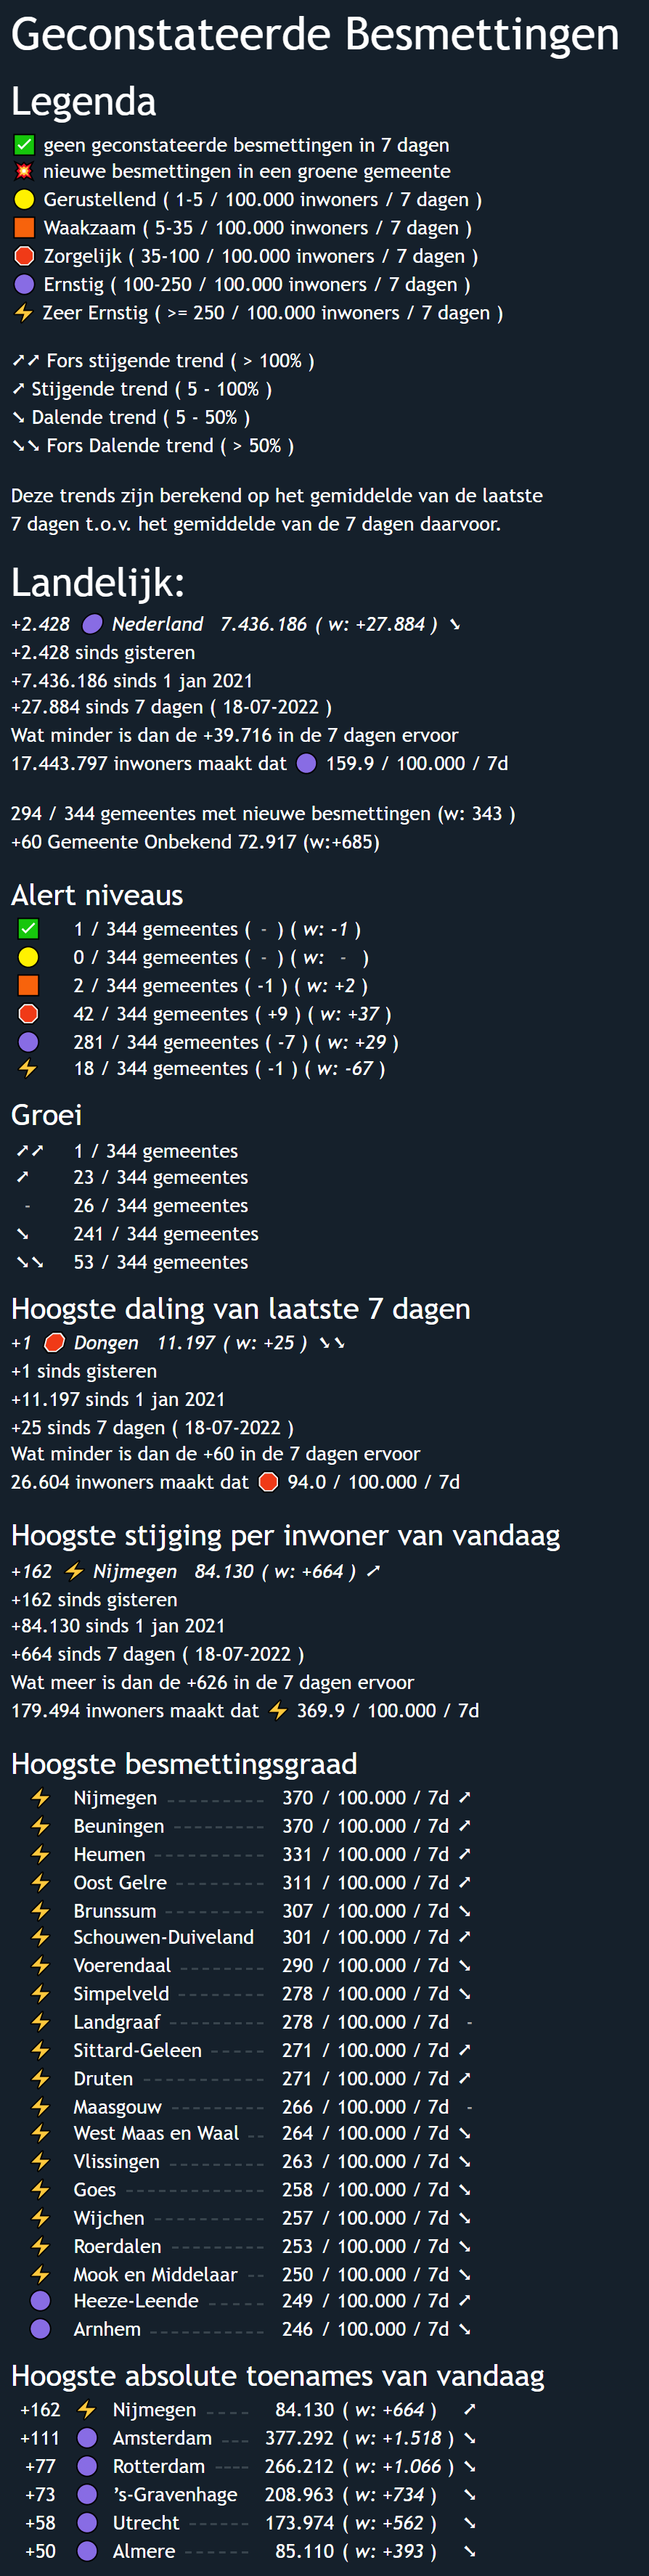 Geconstateerde Besmettingen
Legenda
✅ geen geconstateerde besmettingen in 7 dagen
💥 nieuwe besmettingen in een groene gemeente
🟡 Gerustellend ( 1-5 / 100.000 inwoners / 7 dagen )
🟧 Waakzaam ( 5-35 / 100.000 inwoners / 7 dagen )
🛑 Zorgelijk ( 35-100 / 100.000 inwoners / 7 dagen )
🟣 Ernstig ( 100-250 / 100.000 inwoners / 7 dagen )
⚡ Zeer Ernstig ( >= 250 / 100.000 inwoners / 7 dagen )
➚➚ Fors stijgende trend ( > 100% )
➚ Stijgende trend ( 5 - 100% )
➘ Dalende trend ( 5 - 50% )
➘➘ Fors Dalende trend ( > 50% )
Deze trends zijn berekend op het gemiddelde van de laatste
7 dagen t.o.v. het gemiddelde van de 7 dagen daarvoor.
Landelijk:
+2.428 🟣 Nederland 7.436.186 ( w: +27.884 ) ➘
+2.428 sinds gisteren
+7.436.186 sinds 1 jan 2021
+27.884 sinds 7 dagen ( 18-07-2022 )
Wat minder is dan de +39.716 in de 7 dagen ervoor
17.443.797 inwoners maakt dat 🟣 159.9 / 100.000 / 7d
294 / 344 gemeentes met nieuwe besmettingen (w: 343 )
+60 Gemeente Onbekend 72.917 (w:+685)
Alert niveaus
✅ 1 / 344 gemeentes ( - ) ( w: -1 )
🟡 0 / 344 gemeentes ( - ) ( w: - )
🟧 2 / 344 gemeentes ( -1 ) ( w: +2 )
🛑 42 / 344 gemeentes ( +9 ) ( w: +37 )
🟣 281 / 344 gemeentes ( -7 ) ( w: +29 )
⚡ 18 / 344 gemeentes ( -1 ) ( w: -67 )
Groei
➚➚ 1 / 344 gemeentes
➚ 23 / 344 gemeentes
- 26 / 344 gemeentes
➘ 241 / 344 gemeentes
➘➘ 53 / 344 gemeentes
Hoogste daling van laatste 7 dagen
+1 🛑 Dongen 11.197 ( w: +25 ) ➘➘
+1 sinds gisteren
+11.197 sinds 1 jan 2021
+25 sinds 7 dagen ( 18-07-2022 )
Wat minder is dan de +60 in de 7 dagen ervoor
26.604 inwoners maakt dat 🛑 94.0 / 100.000 / 7d
Hoogste stijging per inwoner van vandaag
+162 ⚡ Nijmegen 84.130 ( w: +664 ) ➚
+162 sinds gisteren
+84.130 sinds 1 jan 2021
+664 sinds 7 dagen ( 18-07-2022 )
Wat meer is dan de +626 in de 7 dagen ervoor
179.494 inwoners maakt dat ⚡ 369.9 / 100.000 / 7d
Hoogste besmettingsgraad
⚡ Nijmegen --------- 370 / 100.000 / 7d ➚
⚡ Beuningen -------- 370 / 100.000 / 7d ➚
⚡ Heumen ---------- 331 / 100.000 / 7d ➚
⚡ Oost Gelre -------- 311 / 100.000 / 7d ➚
⚡ Brunssum --------- 307 / 100.000 / 7d ➘
⚡ Schouwen-Duiveland 301 / 100.000 / 7d ➚
⚡ Voerendaal ------- 290 / 100.000 / 7d ➘
⚡ Simpelveld -------- 278 / 100.000 / 7d ➘
⚡ Landgraaf --------- 278 / 100.000 / 7d -
⚡ Sittard-Geleen ----- 271 / 100.000 / 7d ➚
⚡ Druten ----------- 271 / 100.000 / 7d ➚
⚡ Maasgouw --------- 266 / 100.000 / 7d -
⚡ West Maas en Waal -- 264 / 100.000 / 7d ➘
⚡ Vlissingen --------- 263 / 100.000 / 7d ➘
⚡ Goes ------------- 258 / 100.000 / 7d ➘
⚡ Wijchen ---------- 257 / 100.000 / 7d ➘
⚡ Roerdalen --------- 253 / 100.000 / 7d ➘
⚡ Mook en Middelaar -- 250 / 100.000 / 7d ➘
🟣 Heeze-Leende ----- 249 / 100.000 / 7d ➚
🟣 Arnhem ---------- 246 / 100.000 / 7d ➘
Hoogste absolute toenames van vandaag
+162 ⚡ Nijmegen ---- 84.130 ( w: +664 ) ➚
+111 🟣 Amsterdam --- 377.292 ( w: +1.518 ) ➘
+77 🟣 Rotterdam ---- 266.212 ( w: +1.066 ) ➘
+73 🟣 ’s-Gravenhage 208.963 ( w: +734 ) ➘
+58 🟣 Utrecht ------ 173.974 ( w: +562 ) ➘
+50 🟣 Almere ------ 85.110 ( w: +393 ) ➘